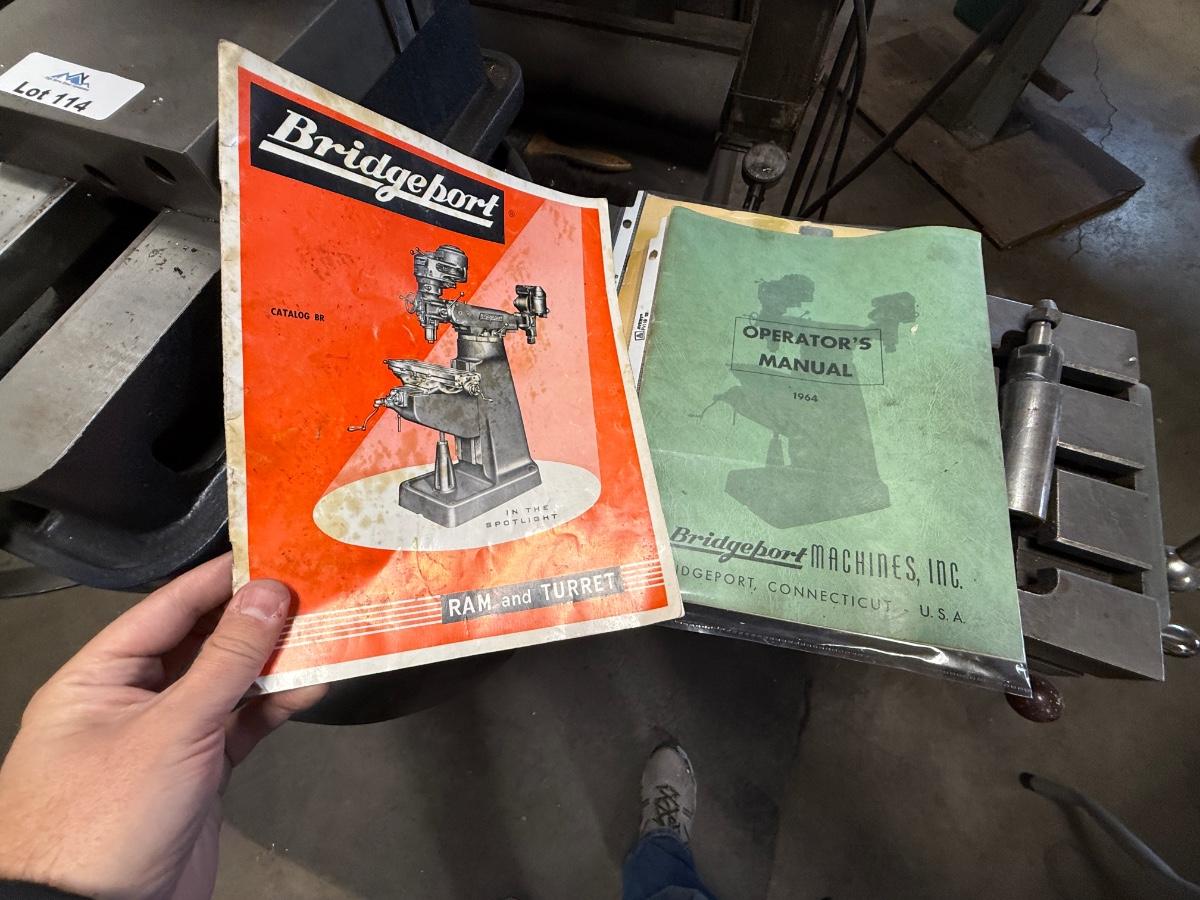 Lot 114
Bridgeport
CATALOG BR
IN THE
SPOTLIGHT
RAM and TURRET
OPERATOR'S
MANUAL
1964
Bridgeport MACHINES, INC.
IDGEPORT, CONNECTICUT - U.S.A.